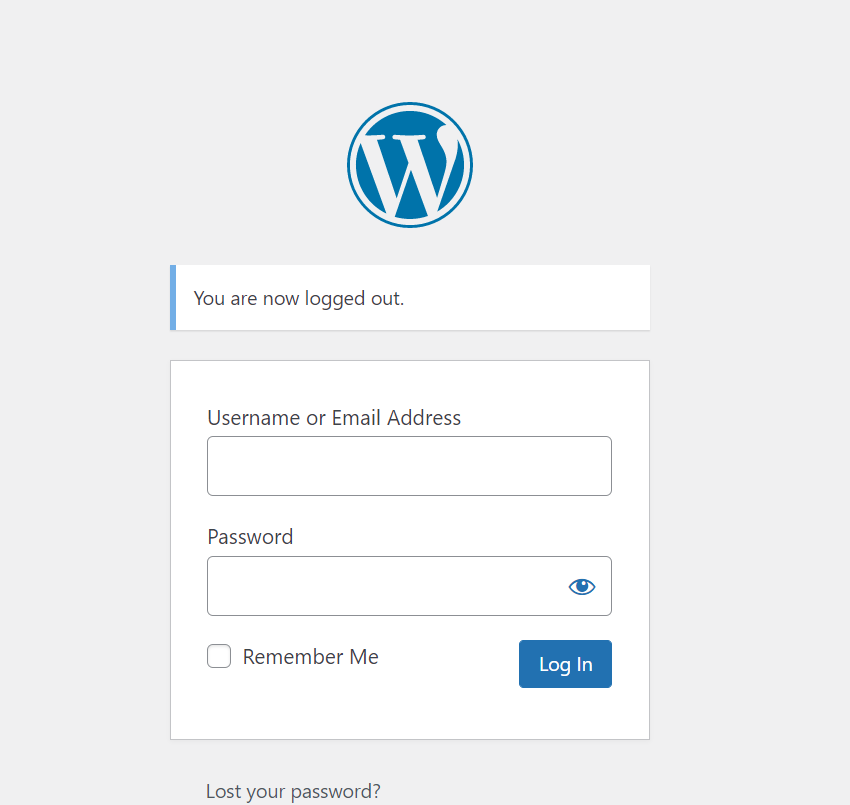 You are now logged out.
Username or Email Address
Password
Remember Me
Log In
Lost your password?